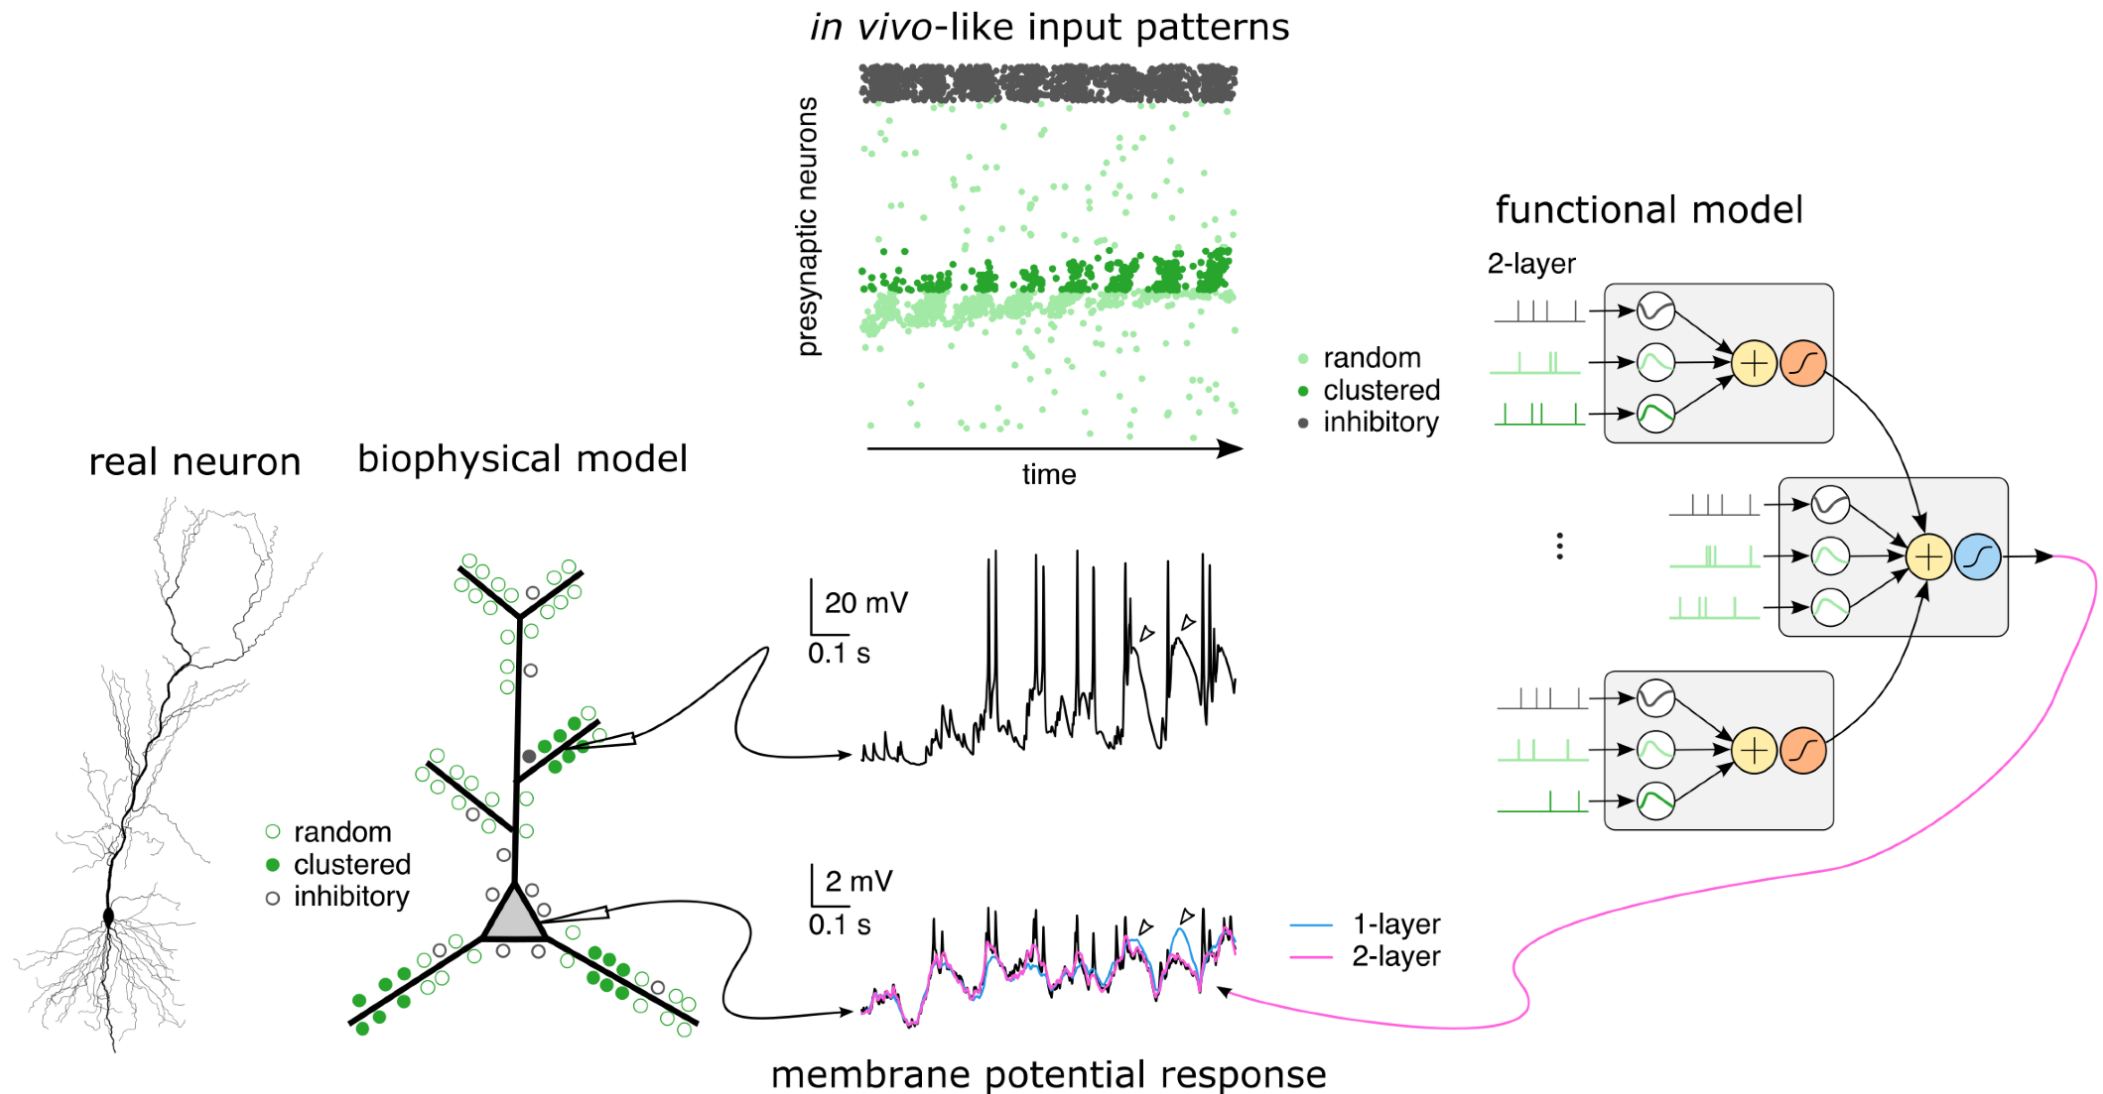 in vivo-like input patterns
presynaptic neurons
time
random
clustered
inhibitory
functional model
2-layer
real neuron
biophysical model
random
clustered
inhibitory
20 mV
0.1 s
2 mV
0.1 s
1-layer
2-layer
membrane potential response